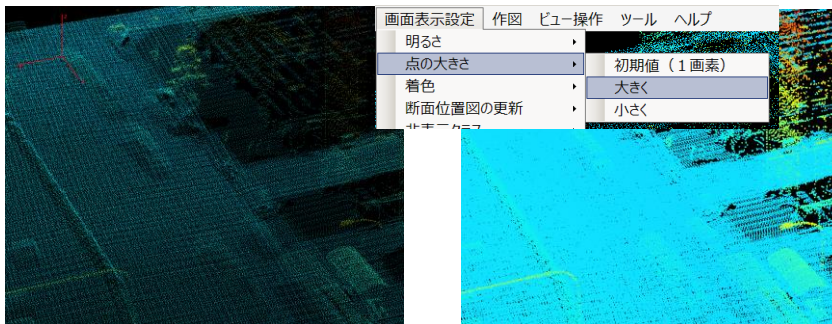 画面表示設定 作図 ビュー操作 ツール ヘルプ
明るさ
点の大きさ
着色
断面位置図の更新
初期値（１画素）
大きく
小さく